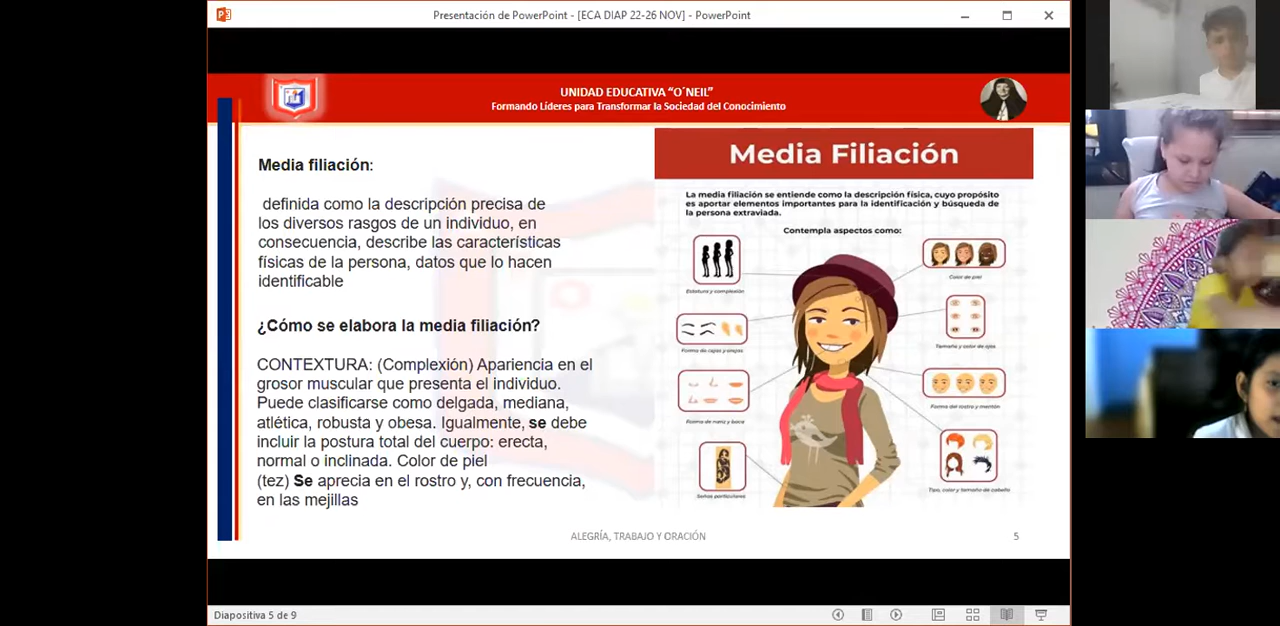 Presentación de PowerPoint - [ECA DIAP 22-26 NOV] - PowerPoint
UNIDAD EDUCATIVA "O´NEIL"
Formando Líderes para Transformar la Sociedad del Conocimiento
Media filiación:
definida como la descripción precisa de
los diversos rasgos de un individuo, en
consecuencia, describe las características
físicas de la persona, datos que lo hacen
identificable
¿Cómo se elabora la media filiación?
CONTEXTURA: (Complexión) Apariencia en el
grosor muscular que presenta el individuo.
Puede clasificarse como delgada, mediana,
atlética, robusta y obesa. Igualmente, se debe
incluir la postura total del cuerpo: erecta,
normal o inclinada. Color de piel
(tez) Se aprecia en el rostro y, con frecuencia,
en las mejillas
Media Filiación
La media filiación se entiende como la descripción física, cuyo propósito
es aportar elementos importantes para la identificación y búsqueda de
la persona extraviada.
Contempla aspectos como:
Estatura y complexión
Color de piel
Forma de cejas y orejas
Tamaño y color de ojos
Forma de nariz y boca
Forma del rostro y mentón
Señas particulares
Tipo, color y tamaño de cabello
ALEGRÍA, TRABAJO Y ORACIÓN
5
Diapositiva 5 de 9